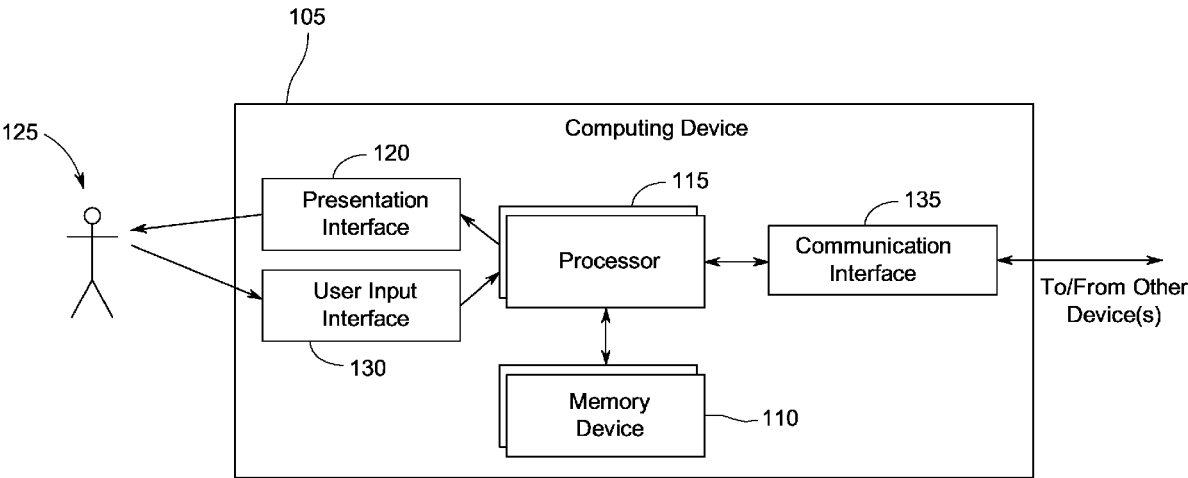 105
125
Computing Device
120
115
135
Presentation
Interface
Processor
Communication
Interface
User Input
Interface
To/From Other
Device(s)
130
Memory
Device
110